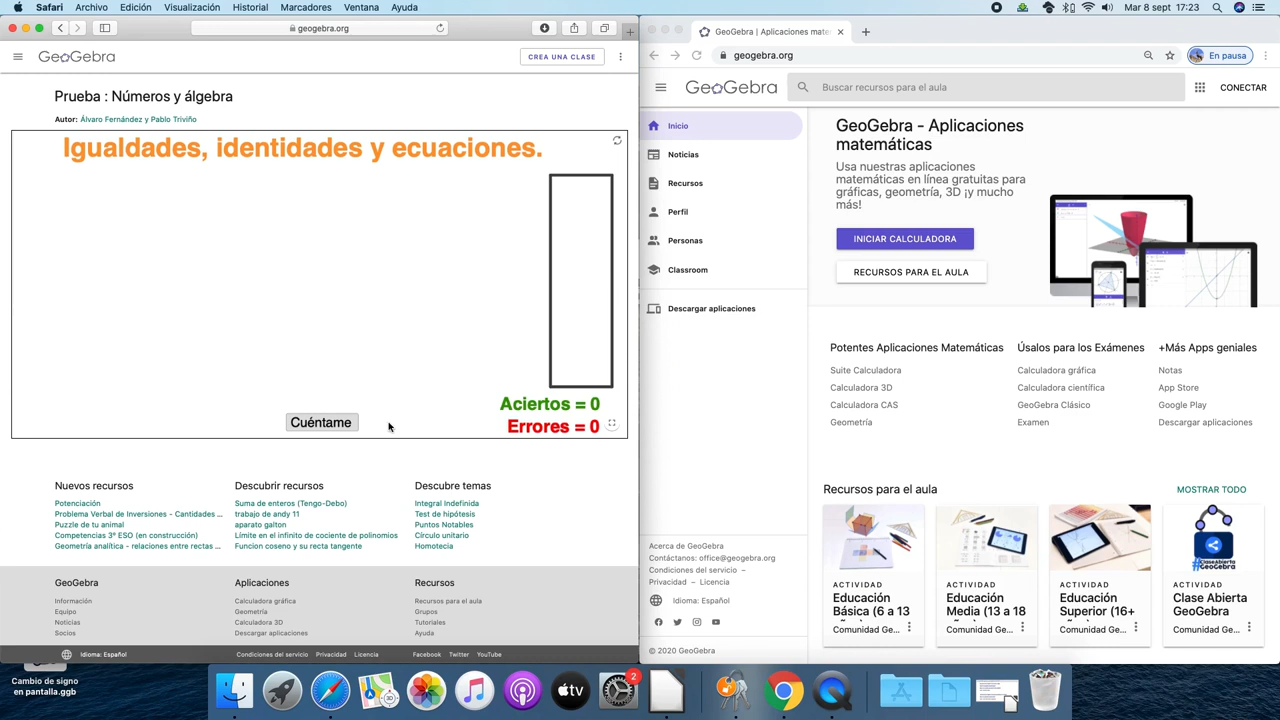 Safari Archivo Edición Visualización Historial Marcadores Ventana Ayuda
Mar 8 sept 17:23
geogebra.org
GeoGebra
CREA UNA CLASE
Prueba : Números y álgebra
Autor: Álvaro Fernández y Pablo Triviño
Igualdades, identidades y ecuaciones.
Aciertos = 0
Errores = 0
Cuéntame
Nuevos recursos
Potenciación
Problema Verbal de Inversiones - Cantidades ...
Puzzle de tu animal
Competencias 3º ESO (en construcción)
Geometría analítica - relaciones entre rectas ...
Descubrir recursos
Suma de enteros (Tengo-Debo)
trabajo de andy 11
aparato galton
Límite en el infinito de cociente de polinomios
Funcion coseno y su recta tangente
Descubre temas
Integral Indefinida
Test de hipótesis
Puntos Notables
Círculo unitario
Homotecia
GeoGebra
Información
Equipo
Noticias
Socios
Aplicaciones
Calculadora gráfica
Geometría
Calculadora 3D
Descargar aplicaciones
Recursos
Recursos para el aula
Grupos
Tutoriales
Ayuda
Idioma: Español
Condiciones del servicio Privacidad Licencia
Facebook Twitter YouTube
GeoGebra | Aplicaciones mate
geogebra.org
En pausa
GeoGebra
Buscar recursos para el aula
CONECTAR
Inicio
Noticias
Recursos
Perfil
Personas
Classroom
Descargar aplicaciones
Acerca de GeoGebra
Contáctanos: office@geogebra.org
Condiciones del servicio –
Privacidad – Licencia
Idioma: Español
© 2020 GeoGebra
GeoGebra - Aplicaciones
matemáticas
Usa nuestras aplicaciones
matemáticas en línea gratuitas para
gráficas, geometría, 3D ¡y mucho
más!
INICIAR CALCULADORA
RECURSOS PARA EL AULA
Potentes Aplicaciones Matemáticas
Suite Calculadora
Calculadora 3D
Calculadora CAS
Geometría
Úsalos para los Exámenes
Calculadora gráfica
Calculadora científica
GeoGebra Clásico
Examen
+Más Apps geniales
Notas
App Store
Google Play
Descargar aplicaciones
Recursos para el aula
MOSTRAR TODO
ACTIVIDAD
Educación
Básica (6 a 13
Comunidad Ge...
ACTIVIDAD
Educación
Media (13 a 18
Comunidad Ge...
ACTIVIDAD
Educación
Superior (16+
Comunidad Ge...
#ClaseAbierta
GeoGebra
ACTIVIDAD
Clase Abierta
GeoGebra
Comunidad Ge...
Cambio de signo
en pantalla.ggb
tv
2